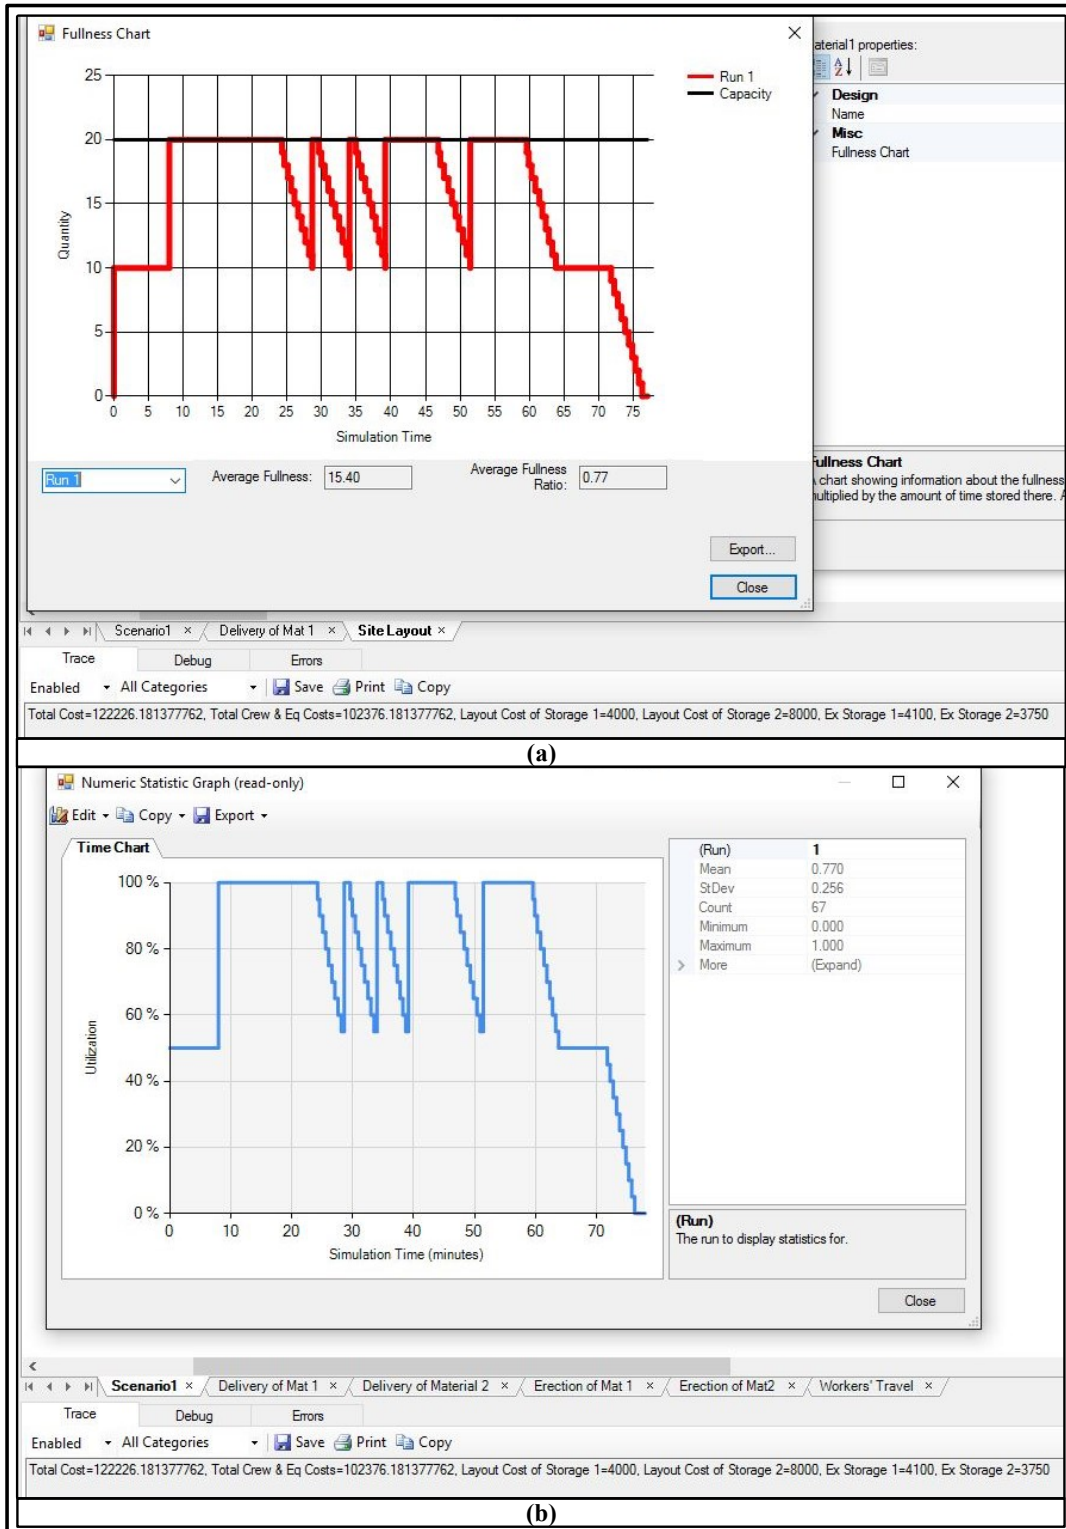 Fullness Chart
25
20
15
10
5
0
Quantity
0 5 10 15 20 25 30 35 40 45 50 55 60 65 70 75
Simulation Time
Run 1
Capacity
Run 1
Average Fullness: 15.40
Average Fullness Ratio: 0.77
Export...
Close
aterial1 properties:
Design
Name
Misc
Fullness Chart
Fullness Chart
A chart showing information about the fullness
multiplied by the amount of time stored there. A
Scenario1 Delivery of Mat 1 Site Layout
Trace Debug Errors
Enabled All Categories Save Print Copy
Total Cost=122226.181377762, Total Crew & Eq Costs=102376.181377762, Layout Cost of Storage 1=4000, Layout Cost of Storage 2=8000, Ex Storage 1=4100, Ex Storage 2=3750
(a)
Numeric Statistic Graph (read-only)
Edit Copy Export
Time Chart
100 %
80 %
60 %
40 %
20 %
0 %
Utilization
0 10 20 30 40 50 60 70
Simulation Time (minutes)
(Run) 1
Mean 0.770
StDev 0.256
Count 67
Minimum 0.000
Maximum 1.000
More (Expand)
(Run)
The run to display statistics for.
Close
Scenario1 Delivery of Mat 1 Delivery of Material 2 Erection of Mat 1 Erection of Mat2 Workers' Travel
Trace Debug Errors
Enabled All Categories Save Print Copy
Total Cost=122226.181377762, Total Crew & Eq Costs=102376.181377762, Layout Cost of Storage 1=4000, Layout Cost of Storage 2=8000, Ex Storage 1=4100, Ex Storage 2=3750
(b)